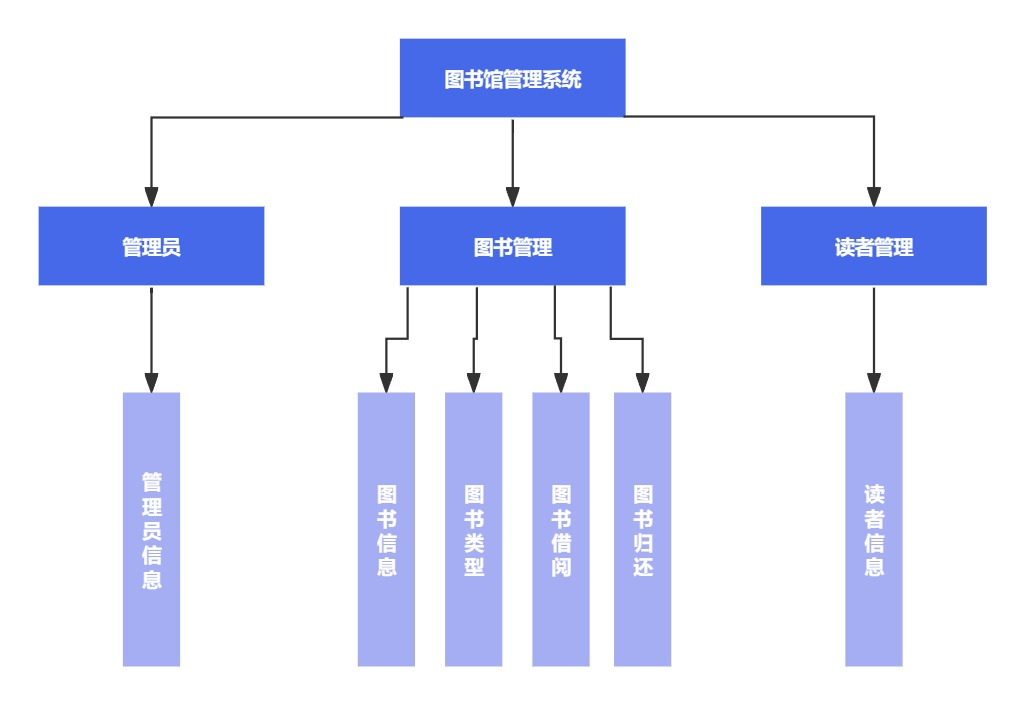 图书馆管理系统
管理员
图书管理
读者管理
管理员信息
图书信息
图书类型
图书借阅
图书归还
读者信息